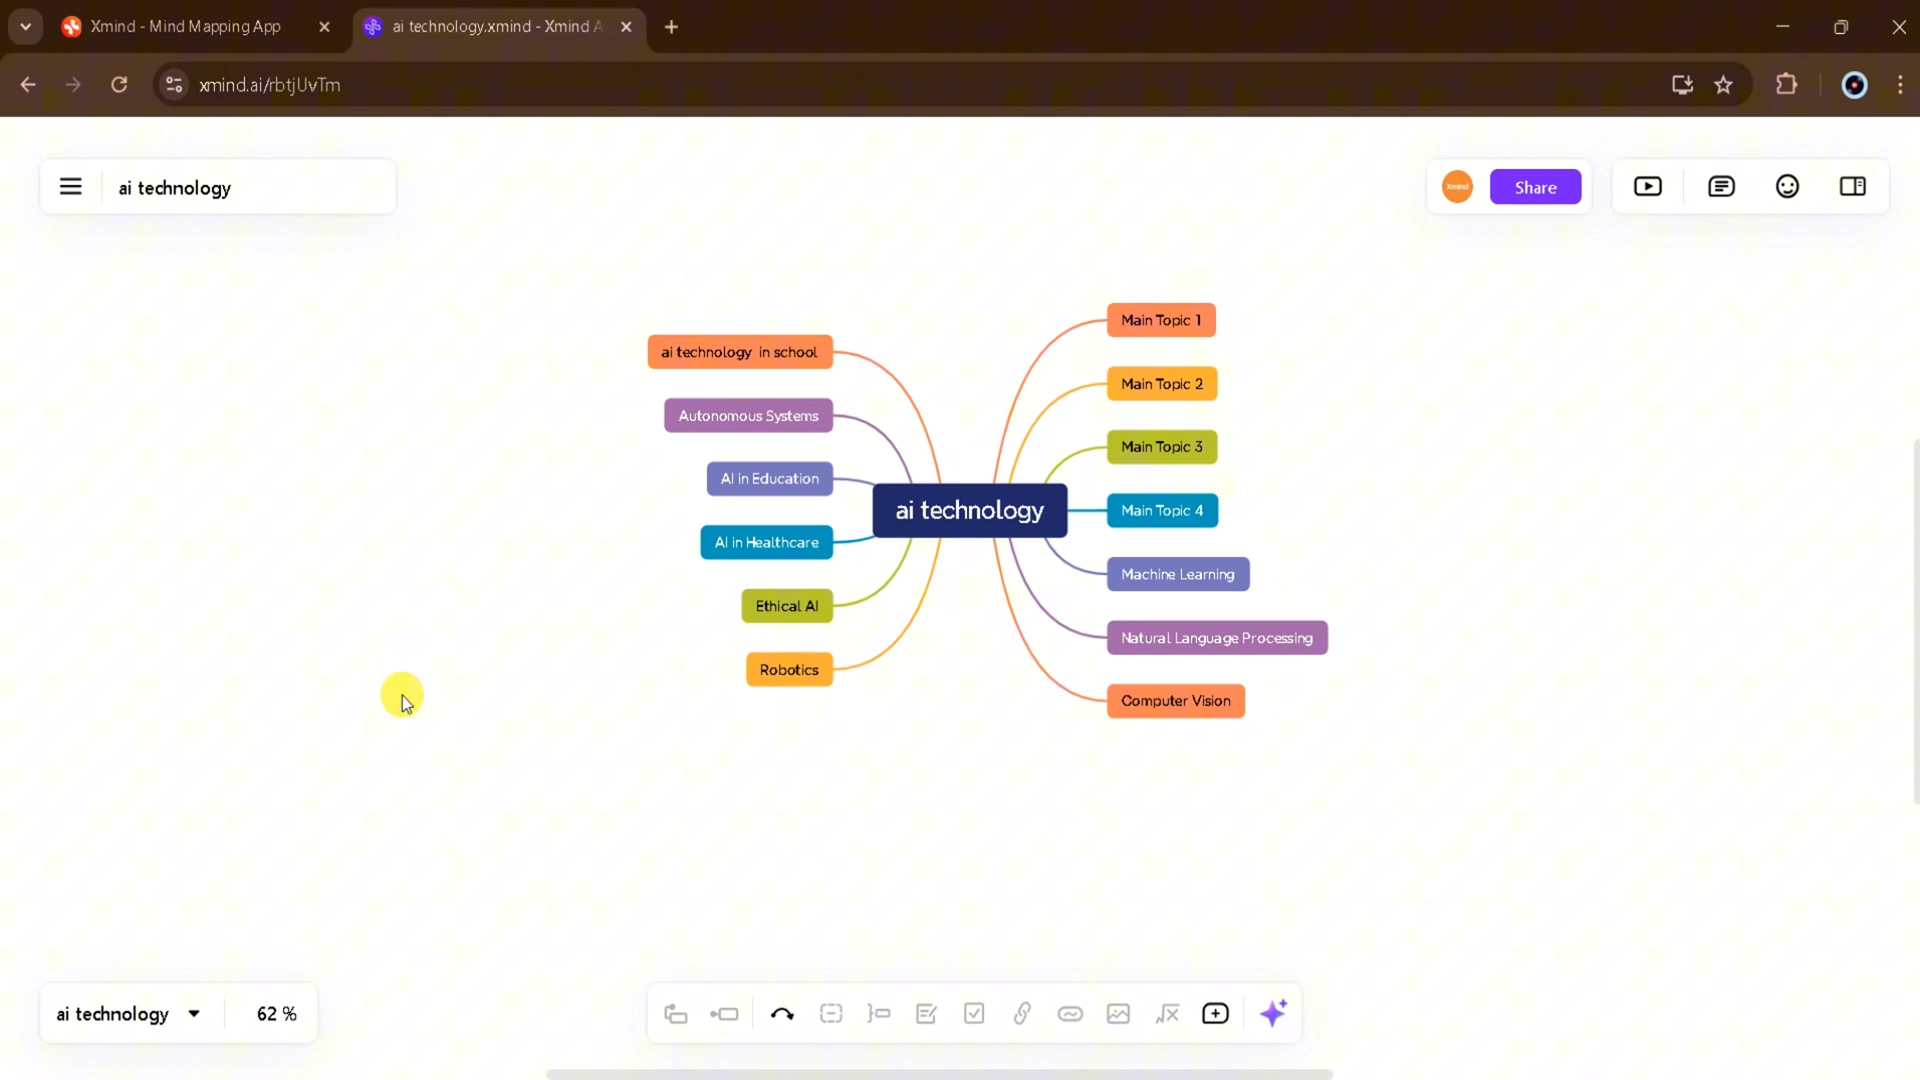 Xmind - Mind Mapping App
ai technology.xmind - Xmind A
xmind.ai/rbtjUvTm
ai technology
Xmind
Share
ai technology in school
Autonomous Systems
AI in Education
AI in Healthcare
Ethical AI
Robotics
ai technology
Main Topic 1
Main Topic 2
Main Topic 3
Main Topic 4
Machine Learning
Natural Language Processing
Computer Vision
ai technology
62 %